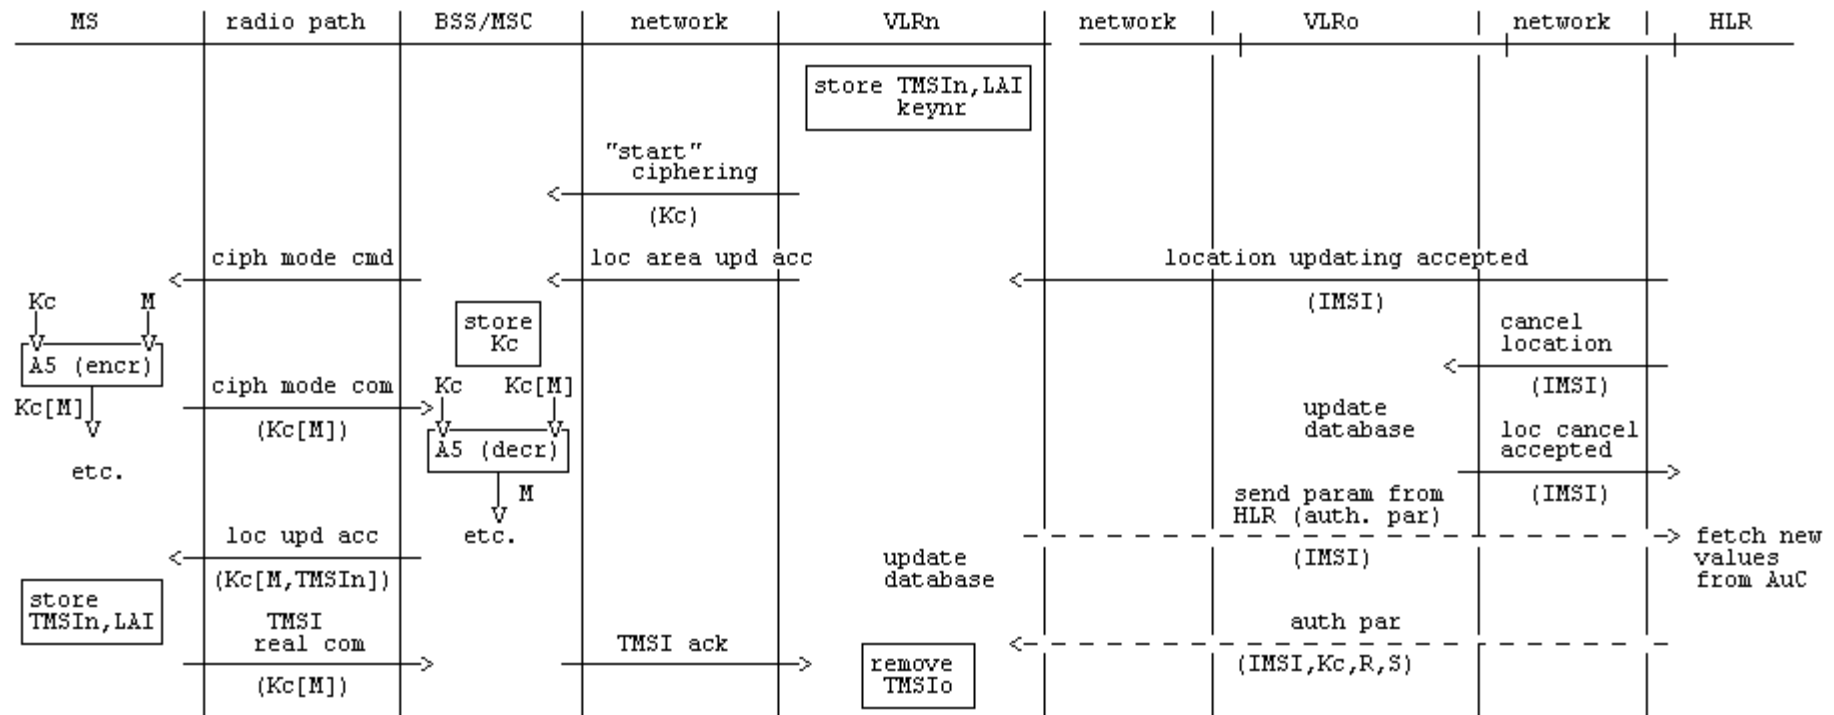 MS radio path BSS/MSC network VLRn network VLRo network HLR
store TMSIn,LAI
keynr
"start"
ciphering
(Kc)
ciph mode cmd loc area upd acc location updating accepted
Kc M (IMSI)
store cancel
Kc location
A5 (encr)
ciph mode com Kc Kc[M] (IMSI)
Kc[M] update
(Kc[M]) database loc cancel
A5 (decr) accepted
etc.
M send param from (IMSI)
HLR (auth. par)
loc upd acc etc. fetch new
update (IMSI) values
(Kc[M,TMSIn]) database from AuC
store
TMSIn,LAI TMSI auth par
real com TMSI ack
remove (IMSI,Kc,R,S)
(Kc[M]) TMSIo